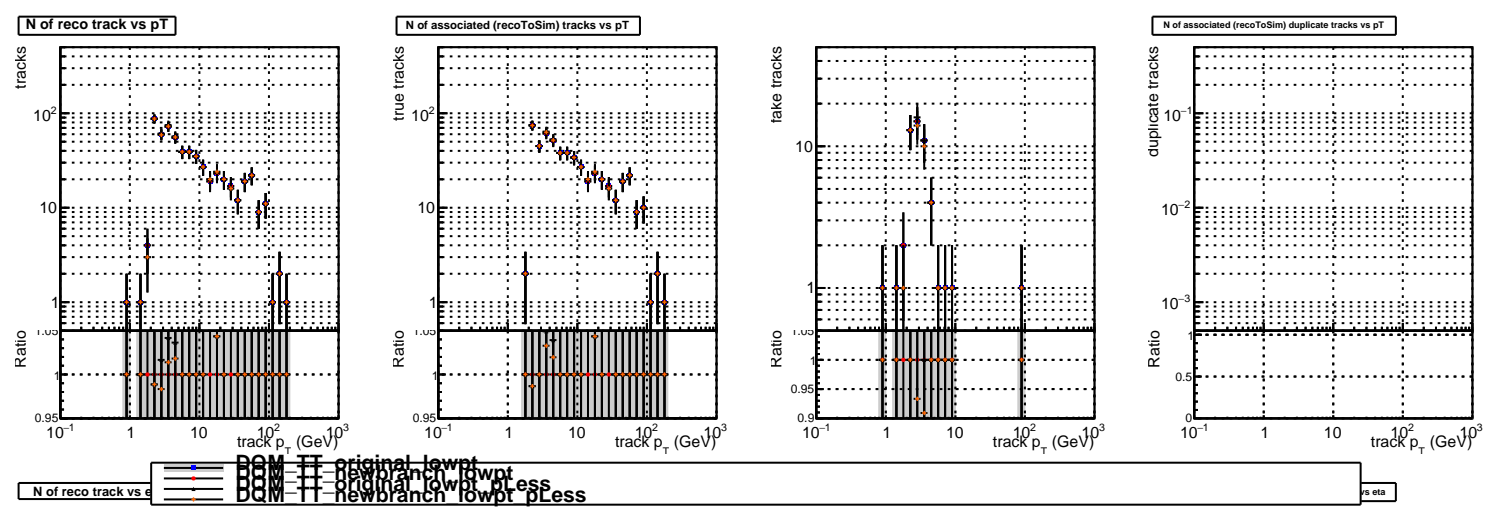 N of reco track vs pT
N of associated (recoToSim) tracks vs pT
N of associated (recoToSim) duplicate tracks vs pT
tracks
10²
10
1
Ratio
1.05
1
0.95
10⁻¹ 1 10 10² 10³
track p_T (GeV)
true tracks
10²
10
1
Ratio
1.05
1
0.95
10⁻¹ 1 10 10² 10³
track p_T (GeV)
fake tracks
10
1
Ratio
1.05
1
0.95
0.9
10⁻¹ 1 10 10² 10³
track p_T (GeV)
duplicate tracks
10⁻¹
10⁻²
10⁻³
Ratio
1
0.5
0
10⁻¹ 1 10 10² 10³
track p_T (GeV)
DQM_TT_original_lowpt
DQM_TT_newbranch_lowpt
DQM_TT_original_lowpt_pLess
DQM_TT_newbranch_lowpt_pLess
N of reco track vs e
vs eta